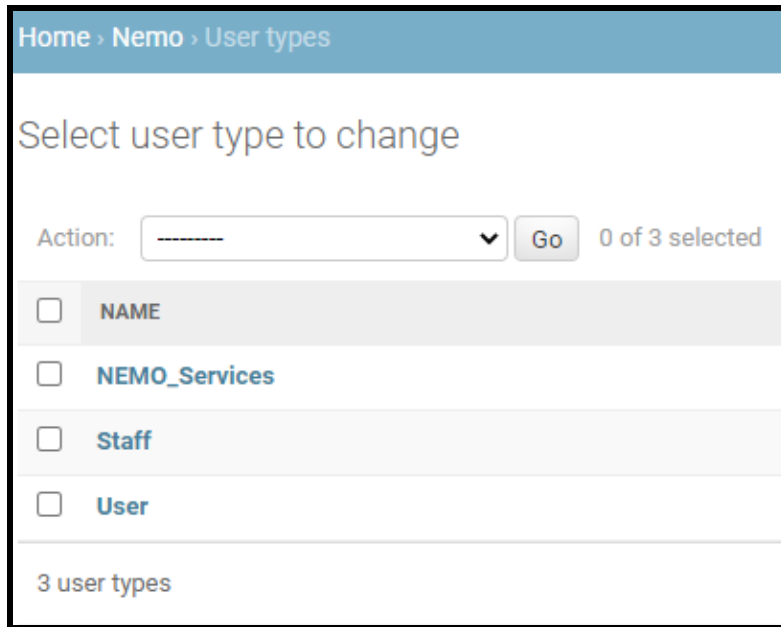 Home › Nemo › User types
Select user type to change
Action: --------- Go 0 of 3 selected
NAME
NEMO_Services
Staff
User
3 user types